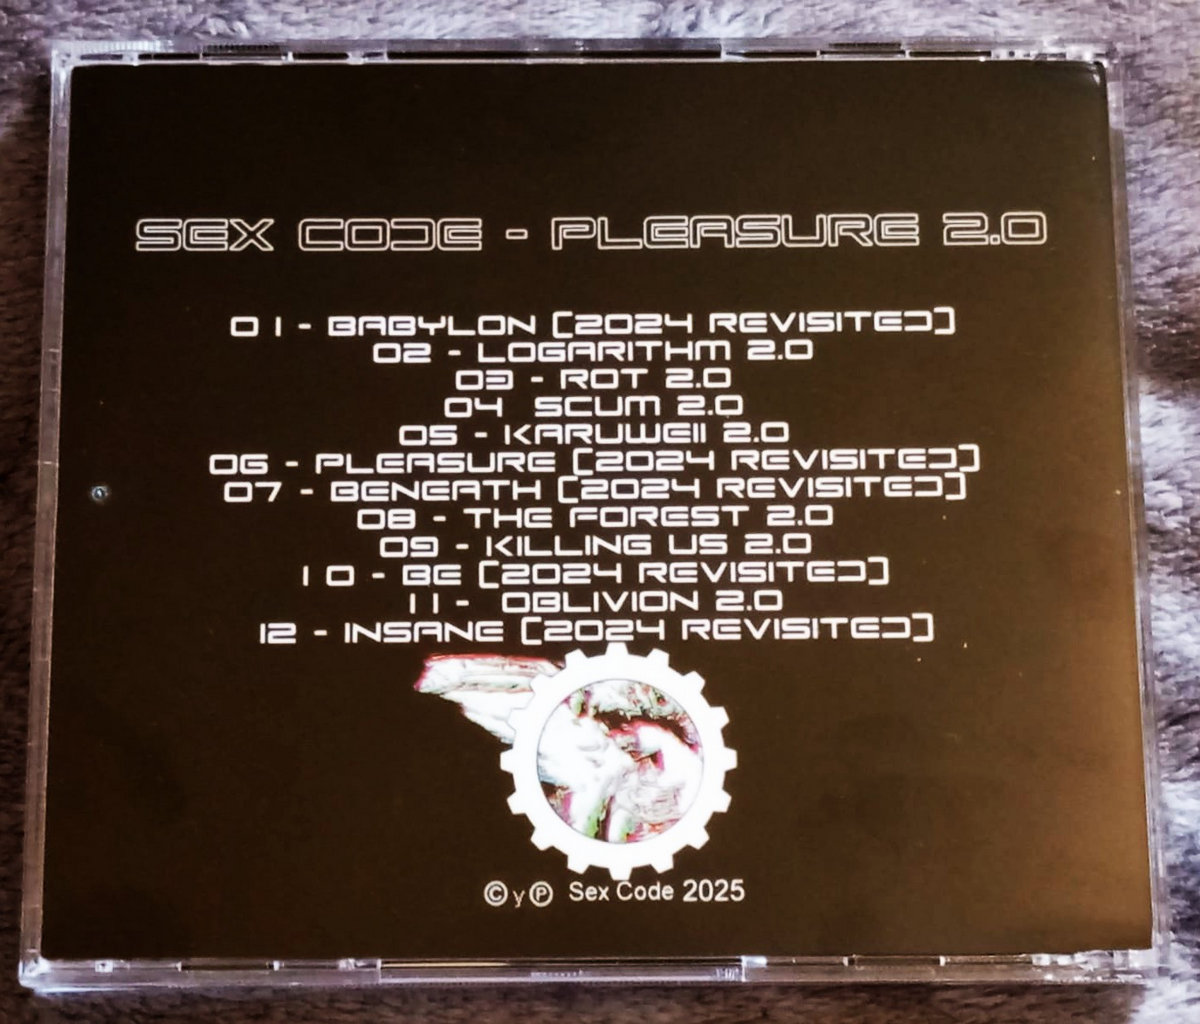 SEX CODE - PLEASURE 2.0
01 - BABYLON [2024 REVISITED]
02 - LOGARITHM 2.0
03 - ROT 2.0
04 SCUM 2.0
05 - KARUWEII 2.0
06 - PLEASURE [2024 REVISITED]
07 - BENEATH [2024 REVISITED]
08 - THE FOREST 2.0
09 - KILLING US 2.0
10 - BE [2024 REVISITED]
11 - OBLIVION 2.0
12 - INSANE [2024 REVISITED]
© y ℗ Sex Code 2025